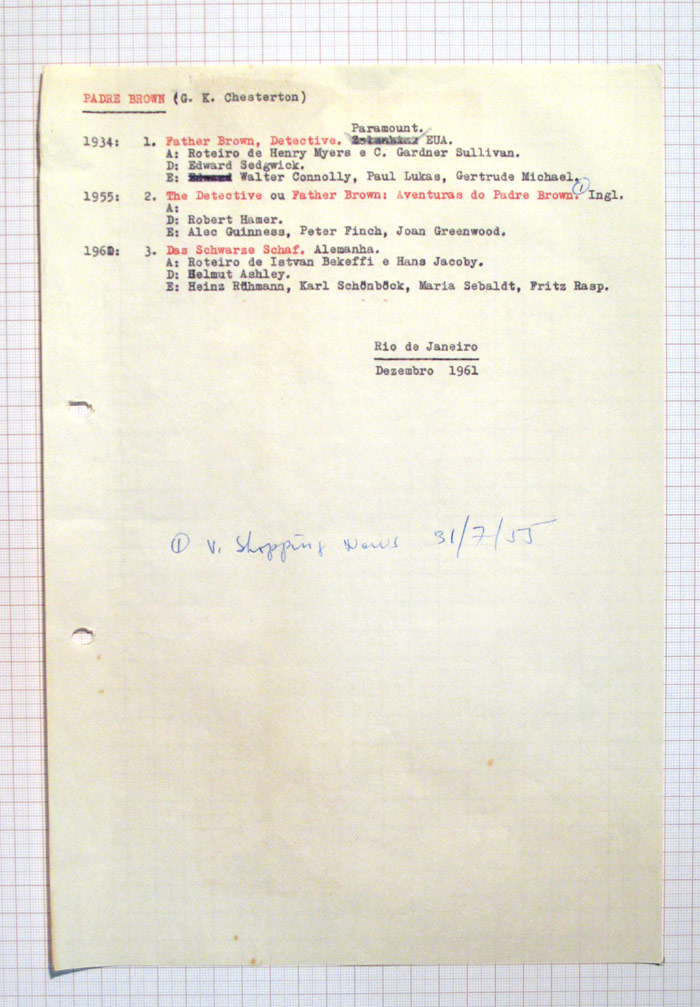 PADRE BROWN (G. K. Chesterton)
Paramount.
1934: 1. Father Brown, Detective. EUA.
A: Roteiro de Henry Myers e C. Gardner Sullivan.
D: Edward Sedgwick.
E: Walter Connolly, Paul Lukas, Gertrude Michael.
1955: 2. The Detective ou Father Brown: Aventuras do Padre Brown. ① Ingl.
A:
D: Robert Hamer.
E: Alec Guinness, Peter Finch, Joan Greenwood.
1960: 3. Das Schwarze Schaf. Alemanha.
A: Roteiro de Istvan Bekeffi e Hans Jacoby.
D: Helmut Ashley.
E: Heinz Rühmann, Karl Schönböck, Maria Sebaldt, Fritz Rasp.
Rio de Janeiro
Dezembro 1961
① V. Shopping News 31/7/55